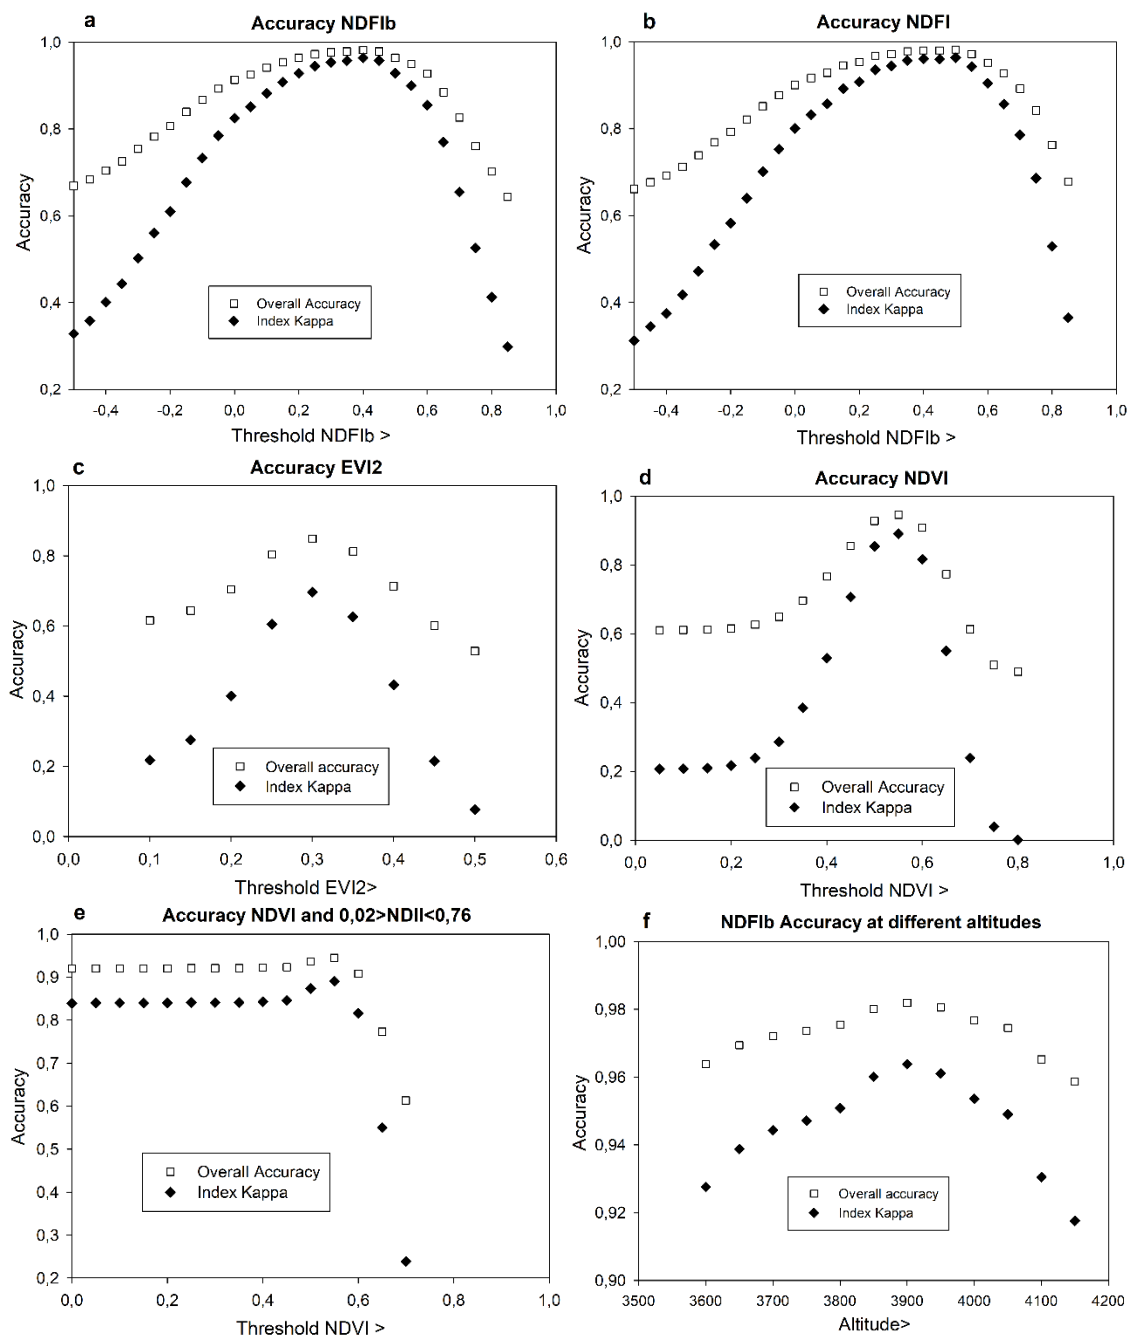 a
Accuracy NDFIb
1,0
0,8
0,6
0,4
0,2
Accuracy
-0,4 -0,2 0,0 0,2 0,4 0,6 0,8 1,0
Threshold NDFIb >
Overall Accuracy
Index Kappa
b
Accuracy NDFI
1,0
0,8
0,6
0,4
0,2
Accuracy
-0,4 -0,2 0,0 0,2 0,4 0,6 0,8 1,0
Threshold NDFIb >
Overall Accuracy
Index Kappa
c
Accuracy EVI2
1,0
0,8
0,6
0,4
0,2
0,0
Accuracy
0,0 0,1 0,2 0,3 0,4 0,5 0,6
Threshold EVI2>
Overall accuracy
Index Kappa
d
Accuracy NDVI
1,0
0,8
0,6
0,4
0,2
0,0
Accuracy
0,0 0,2 0,4 0,6 0,8 1,0
Threshold NDVI >
Overall Accuracy
Index Kappa
e
Accuracy NDVI and 0,02>NDII<0,76
1,0
0,9
0,8
0,7
0,6
0,5
0,4
0,3
0,2
Accuracy
0,0 0,2 0,4 0,6 0,8 1,0
Threshold NDVI >
Overall Accuracy
Index Kappa
f
NDFIb Accuracy at different altitudes
1,00
0,98
0,96
0,94
0,92
0,90
Accuracy
3500 3600 3700 3800 3900 4000 4100 4200
Altitude>
Overall accuracy
Index Kappa